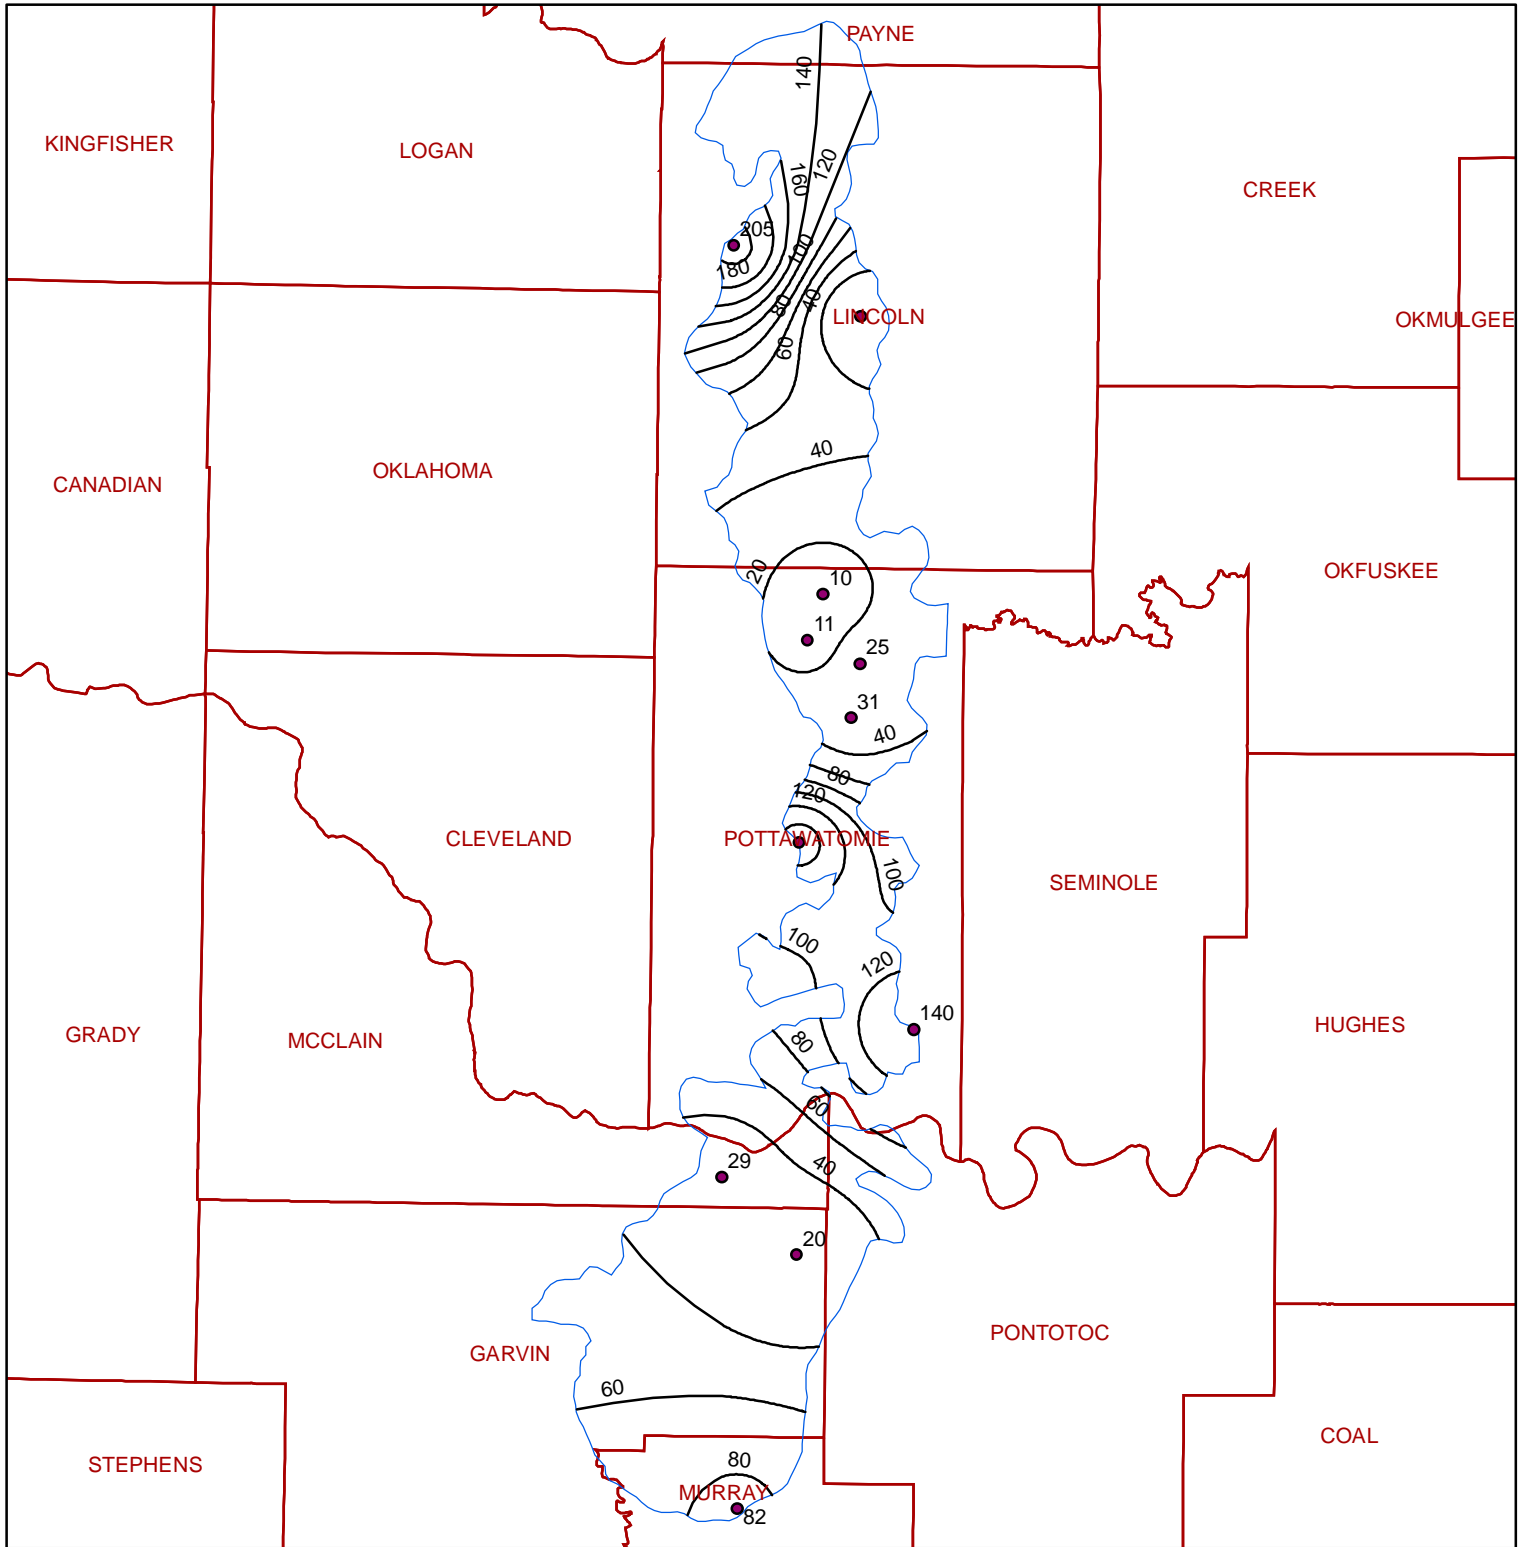 PAYNE
140
KINGFISHER
LOGAN
160
120
CREEK
205
100
180
80
40
LINCOLN
OKMULGEE
60
40
OKLAHOMA
CANADIAN
20
10
OKFUSKEE
11
25
31
40
80
120
CLEVELAND
POTTAWATOMIE
100
SEMINOLE
100
120
140
GRADY
MCCLAIN
80
HUGHES
60
29
40
20
PONTOTOC
GARVIN
60
COAL
STEPHENS
80
MURRAY
82